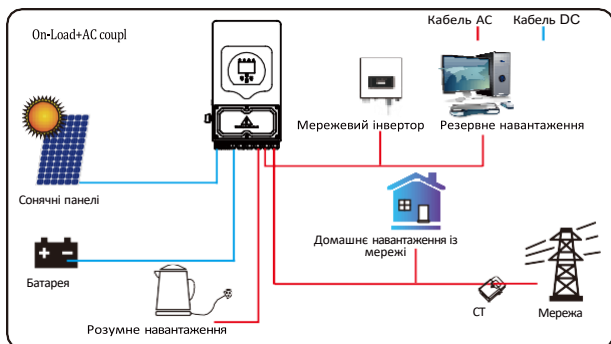 On-Load+AC coupl
Кабель AC
Кабель DC
Мережевий інвертор
Резервне навантаження
Сонячні панелі
Домашнє навантаження із
мережі
Батарея
Розумне навантаження
CT
Мережа